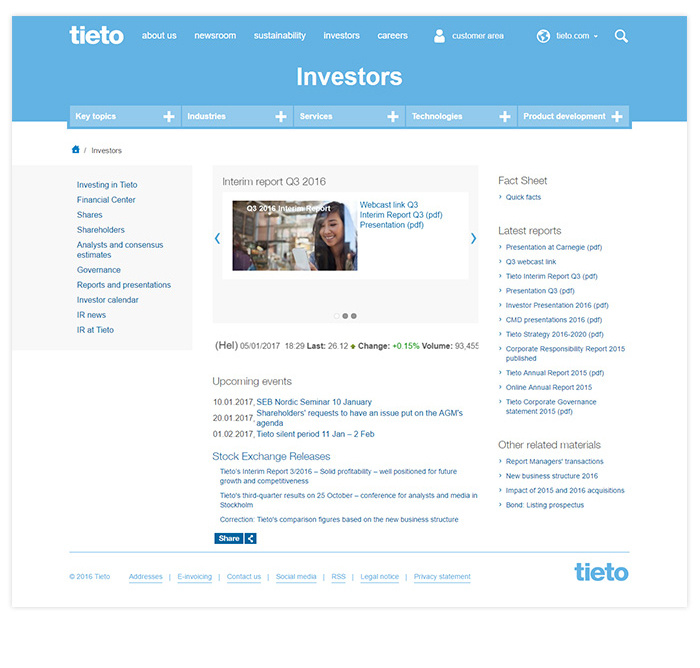 tieto
about us newsroom sustainability investors careers customer area tieto.com
Investors
Key topics Industries Services Technologies Product development
/ Investors
Investing in Tieto
Financial Center
Shares
Shareholders
Analysts and consensus
estimates
Governance
Reports and presentations
Investor calendar
IR news
IR at Tieto
Interim report Q3 2016
Q3 2016 Interim Report
Webcast link Q3
Interim Report Q3 (pdf)
Presentation (pdf)
(Hel) 05/01/2017 18:29 Last: 26.12 Change: +0.15% Volume: 93,455
Upcoming events
10.01.2017, SEB Nordic Seminar 10 January
20.01.2017, Shareholders' requests to have an issue put on the AGM's
agenda
01.02 2017, Tieto silent period 11 Jan – 2 Feb
Stock Exchange Releases
Tieto's Interim Report 3/2016 – Solid profitability – well positioned for future
growth and competitiveness
Tieto's third-quarter results on 25 October – conference for analysts and media in
Stockholm
Correction: Tieto's comparison figures based on the new business structure
Share
Fact Sheet
Quick facts
Latest reports
Presentation at Carnegie (pdf)
Q3 webcast link
Tieto Interim Report Q3 (pdf)
Presentation Q3 (pdf)
Investor Presentation 2016 (pdf)
CMD presentations 2016 (pdf)
Tieto Strategy 2016-2020 (pdf)
Corporate Responsibility Report 2015
published
Tieto Annual Report 2015 (pdf)
Online Annual Report 2015
Tieto Corporate Governance
statement 2015 (pdf)
Other related materials
Report Managers' transactions
New business structure 2016
Impact of 2015 and 2016 acquisitions
Bond: Listing prospectus
© 2016 Tieto Addresses | E-invoicing | Contact us | Social media | RSS | Legal notice | Privacy statement
tieto